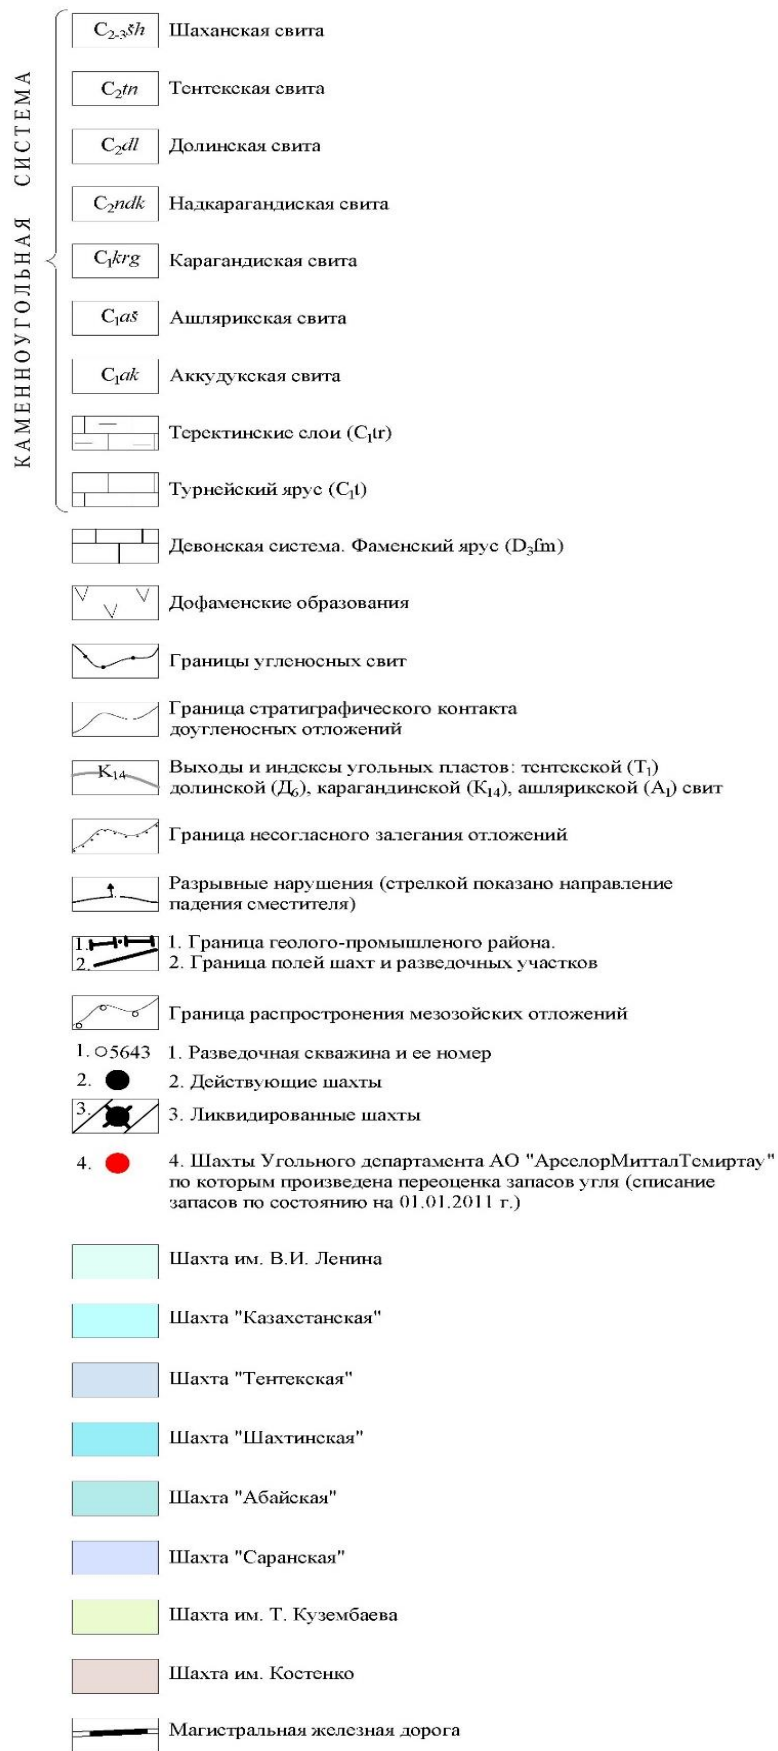 КАМЕННОУГОЛЬНАЯ СИСТЕМА
C₂₋₃šh Шаханская свита
C₂tn Тентекская свита
C₂dl Долинская свита
C₂ndk Надкарагандиская свита
C₁krg Карагандиская свита
C₁aš Ашлярикская свита
C₁ak Аккудукская свита
Теректинские слои (C₁tr)
Турнейский ярус (C₁t)
Девонская система. Фаменский ярус (D₃fm)
Дофаменские образования
Границы угленосных свит
Граница стратиграфического контакта
доугленосных отложений
K₁₄ Выходы и индексы угольных пластов: тентекской (Т₁)
долинской (Д₆), карагандинской (К₁₄), ашлярикской (А₁) свит
Граница несогласного залегания отложений
Разрывные нарушения (стрелкой показано направление
падения сместителя)
1. 1. Граница геолого-промышленого района.
2. 2. Граница полей шахт и разведочных участков
Граница распростронения мезозойских отложений
1. 5643 1. Разведочная скважина и ее номер
2. 2. Действующие шахты
3. 3. Ликвидированные шахты
4. 4. Шахты Угольного департамента АО "АрселорМитталТемиртау"
по которым произведена переоценка запасов угля (списание
запасов по состоянию на 01.01.2011 г.)
Шахта им. В.И. Ленина
Шахта "Казахстанская"
Шахта "Тентекская"
Шахта "Шахтинская"
Шахта "Абайская"
Шахта "Саранская"
Шахта им. Т. Кузембаева
Шахта им. Костенко
Магистральная железная дорога